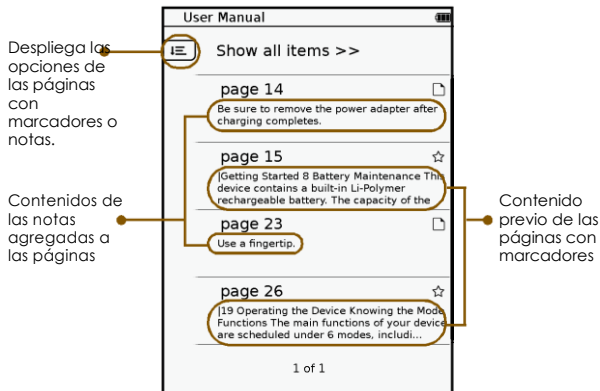 User Manual
Show all items >>
Despliega las
opciones de
las páginas
con
marcadores o
notas.
page 14
Be sure to remove the power adapter after
charging completes.
page 15
|Getting Started 8 Battery Maintenance This
device contains a built-in Li-Polymer
rechargeable battery. The capacity of the
Contenidos de
las notas
agregadas a
las páginas
page 23
Use a fingertip.
Contenido
previo de las
páginas con
marcadores
page 26
|19 Operating the Device Knowing the Mode
Functions The main functions of your device
are scheduled under 6 modes, includi...
1 of 1